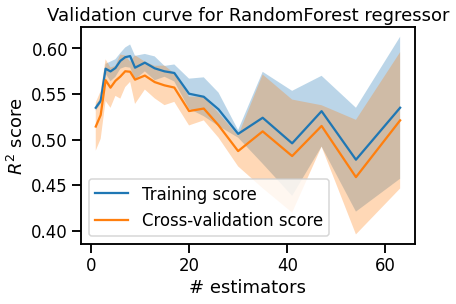 Validation curve for RandomForest regressor
0.60
0.55
0.50
0.45
0.40
R² score
Training score
Cross-validation score
0 20 40 60
# estimators